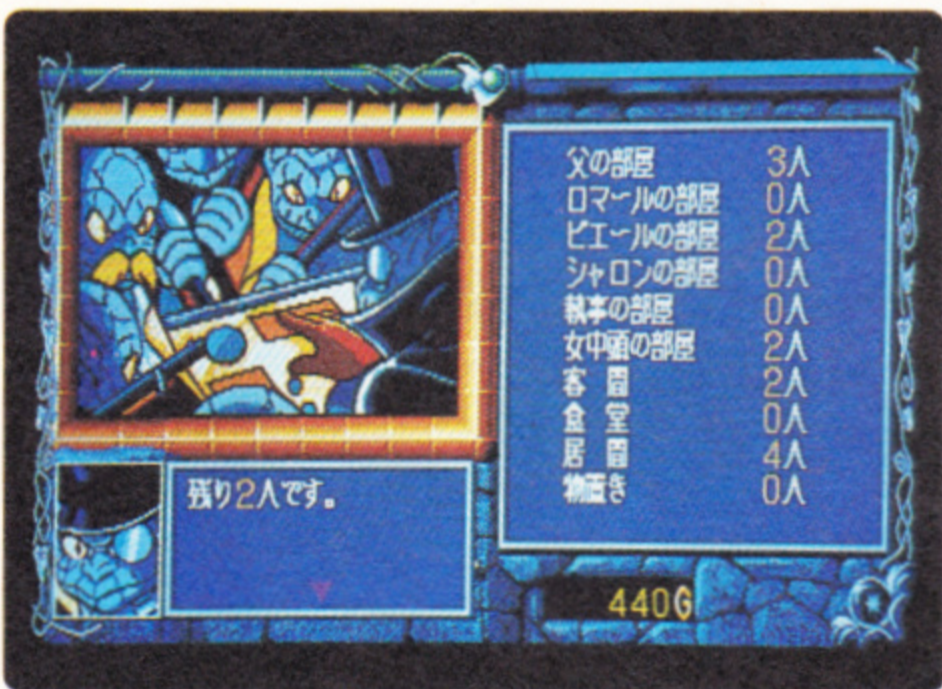 父の部屋 3人
ロマールの部屋 0人
ピエールの部屋 2人
シャロンの部屋 0人
執事の部屋 0人
女中頭の部屋 2人
客間 2人
食堂 0人
居間 4人
物置き 0人
残り2人です。
440G